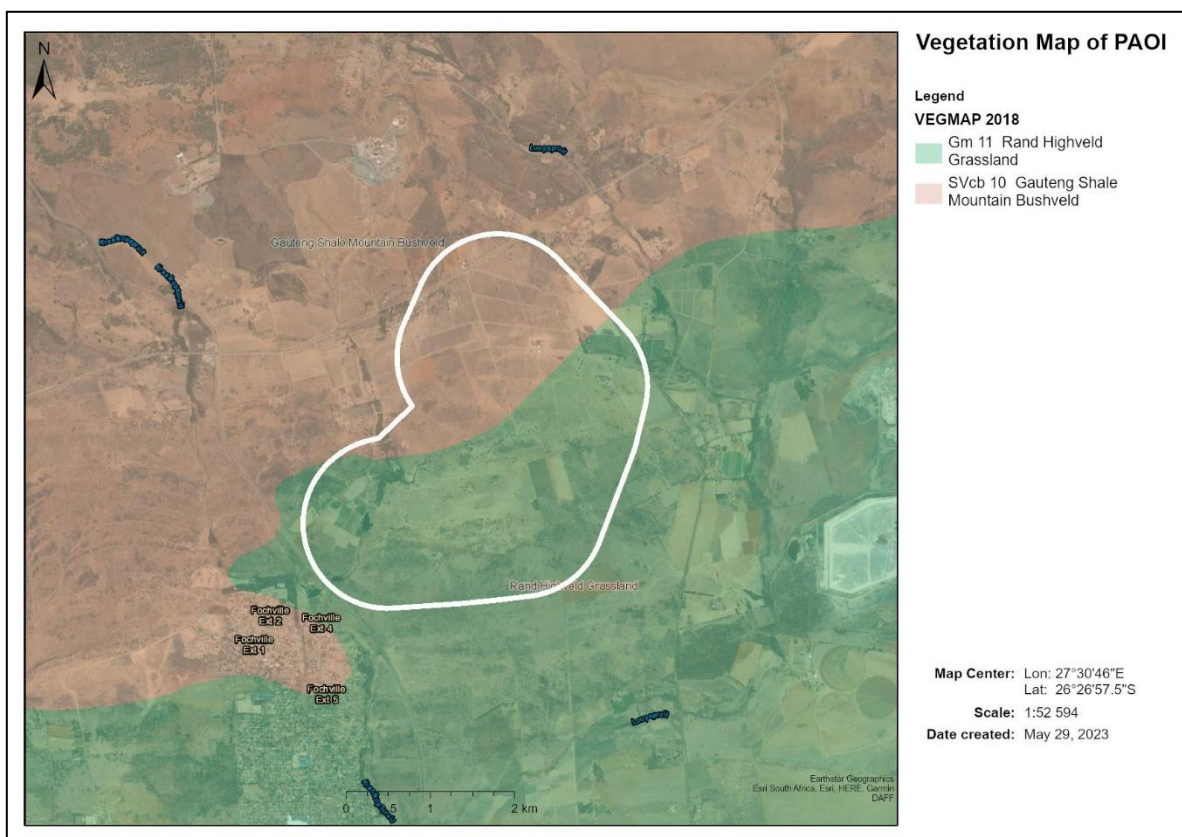 Vegetation Map of PAOI
Legend
VEGMAP 2018
Gm 11 Rand Highveld
Grassland
SVcb 10 Gauteng Shale
Mountain Bushveld
N
Loopspruit
Gauteng Shale Mountain Bushveld
Rand Highveld Grassland
Fochville
Ext 2
Fochville
Ext 4
Fochville
Ext 1
Fochville
Ext 5
Loopspruit
0
1
2 km
Map Center: Lon: 27°30'46"E
Lat: 26°26'57.5"S
Scale: 1:52 594
Date created: May 29, 2023
Earthstar Geographics
Esri South Africa, Esri, HERE, Garmin
DAFF